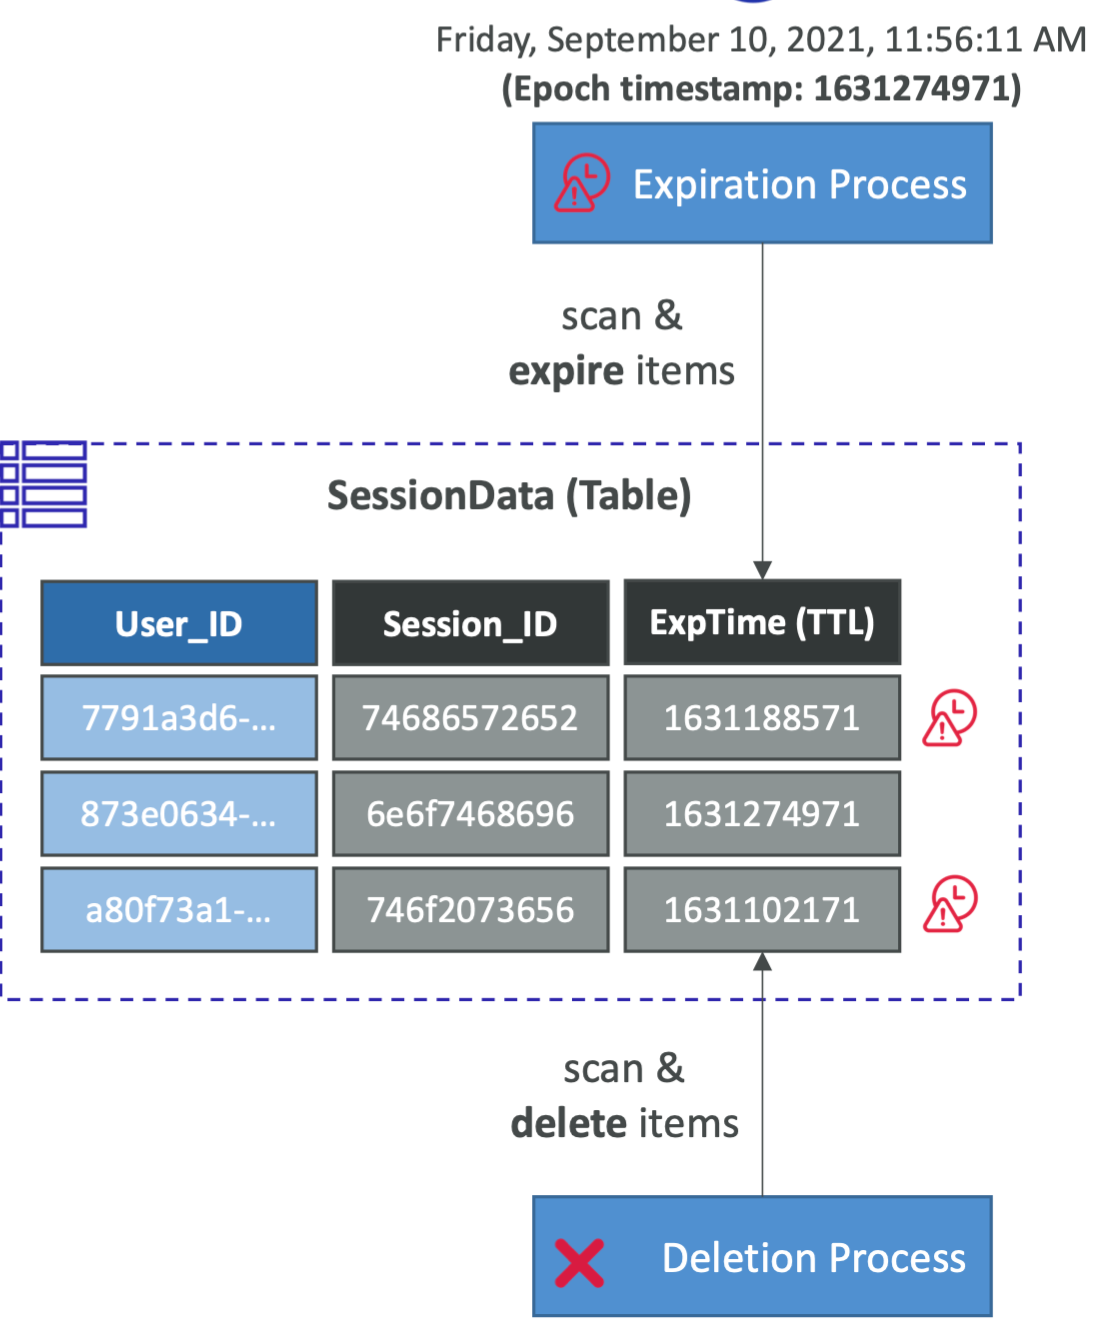 Friday, September 10, 2021, 11:56:11 AM
(Epoch timestamp: 1631274971)
Expiration Process
scan &
expire items
SessionData (Table)
User_ID Session_ID ExpTime (TTL)
7791a3d6-... 74686572652 1631188571
873e0634-... 6e6f7468696 1631274971
a80f73a1-... 746f2073656 1631102171
scan &
delete items
Deletion Process